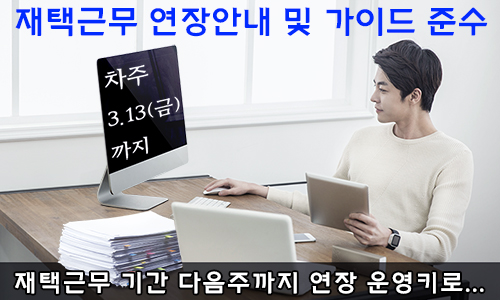 재택근무 연장안내 및 가이드 준수
차주
3.13(금)
까지
재택근무 기간 다음주까지 연장 운영키로...